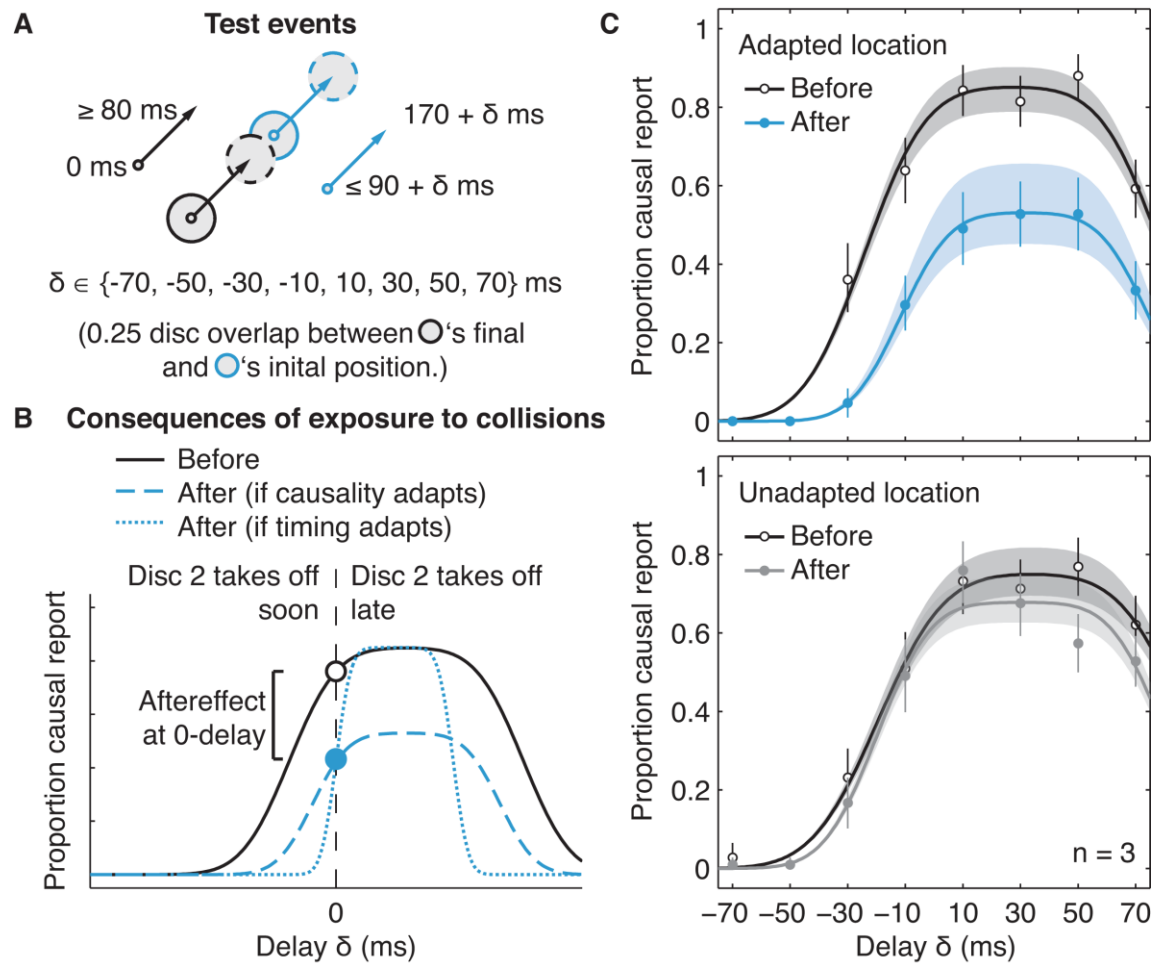 A
Test events
≥ 80 ms
0 ms
170 + δ ms
≤ 90 + δ ms
δ ∈ {-70, -50, -30, -10, 10, 30, 50, 70} ms
(0.25 disc overlap between ‘s final
and ‘s inital position.)
B Consequences of exposure to collisions
Before
After (if causality adapts)
After (if timing adapts)
Disc 2 takes off
soon
Disc 2 takes off
late
Aftereffect
at 0-delay
Proportion causal report
0
Delay δ (ms)
C
Adapted location
Before
After
Proportion causal report
1
0.8
0.6
0.4
0.2
0
Unadapted location
Before
After
Proportion causal report
1
0.8
0.6
0.4
0.2
0
n = 3
−70 −50 −30 −10 10 30 50 70
Delay δ (ms)